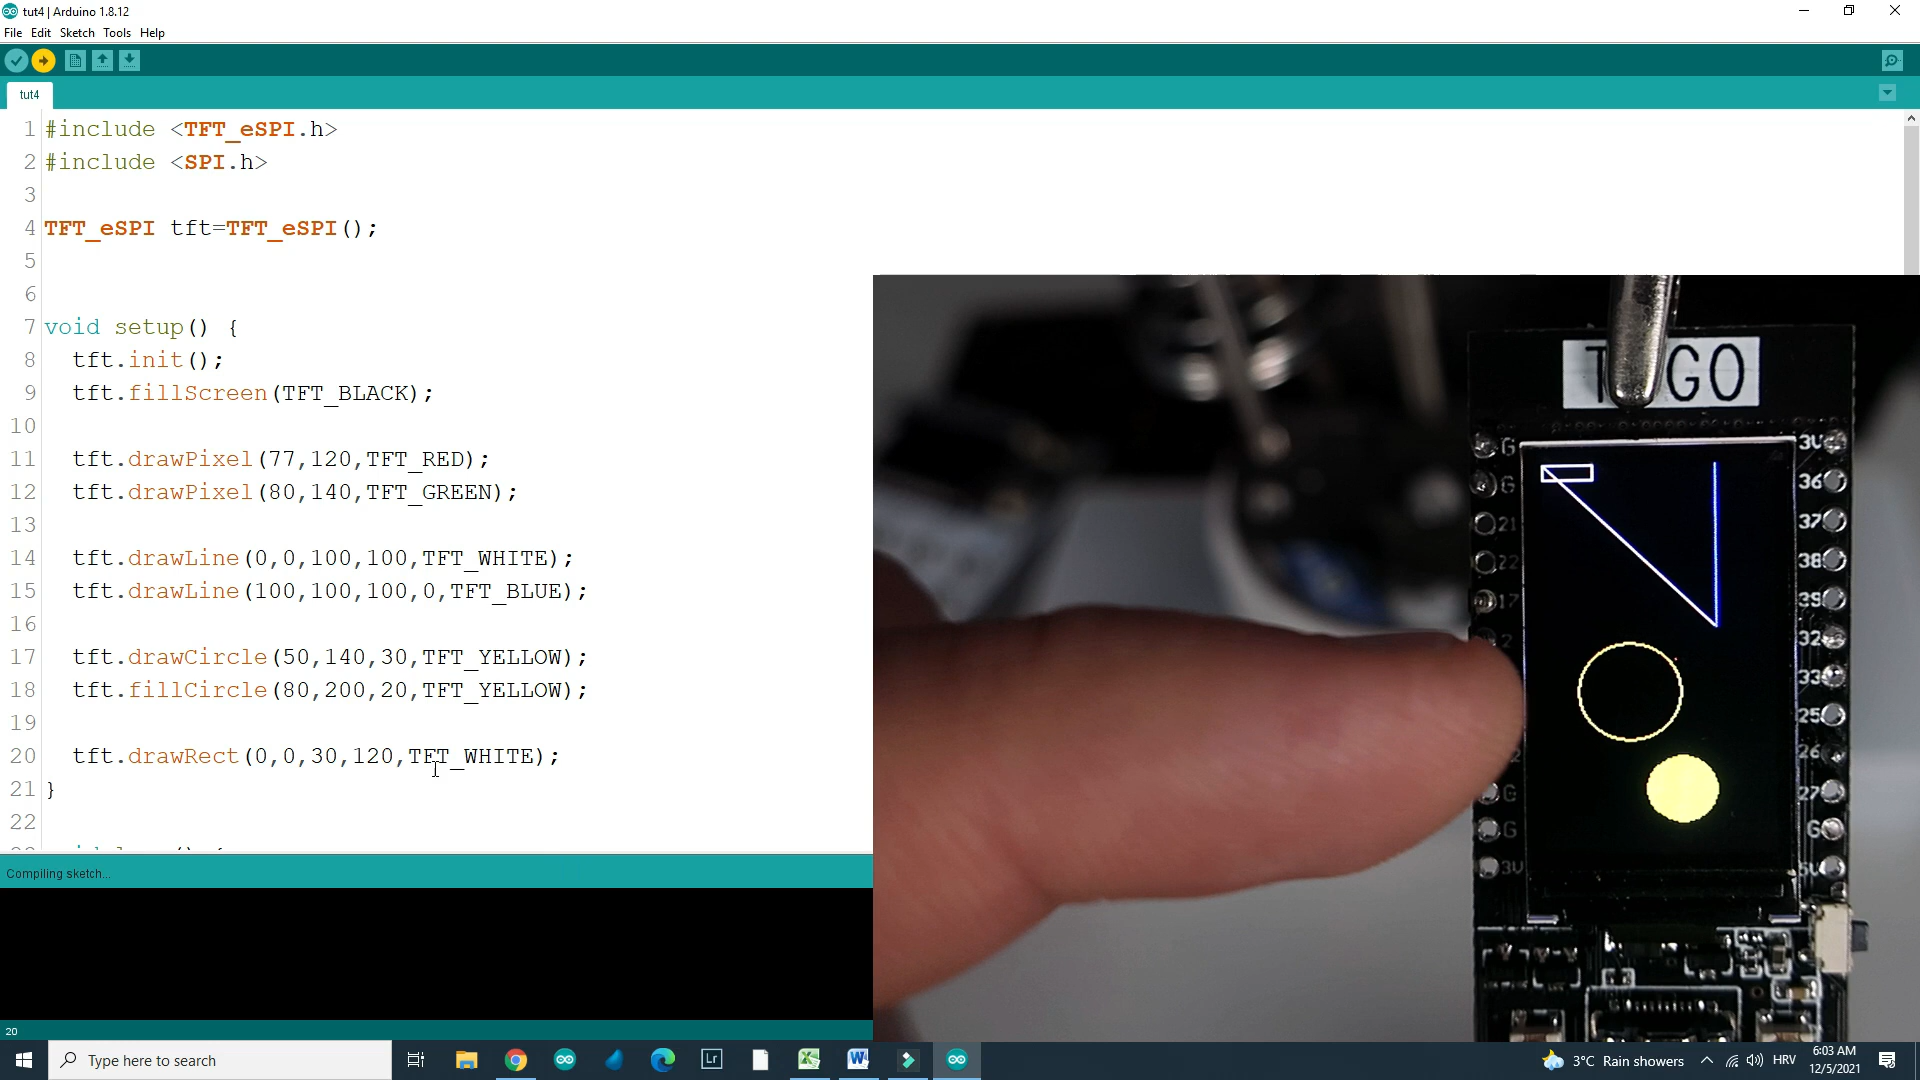 tut4 | Arduino 1.8.12
File Edit Sketch Tools Help
tut4
1 #include <TFT_eSPI.h>
2 #include <SPI.h>
3
4 TFT_eSPI tft=TFT_eSPI();
5
6
7 void setup() {
8 tft.init();
9 tft.fillScreen(TFT_BLACK);
10
11 tft.drawPixel(77,120,TFT_RED);
12 tft.drawPixel(80,140,TFT_GREEN);
13
14 tft.drawLine(0,0,100,100,TFT_WHITE);
15 tft.drawLine(100,100,100,0,TFT_BLUE);
16
17 tft.drawCircle(50,140,30,TFT_YELLOW);
18 tft.fillCircle(80,200,20,TFT_YELLOW);
19
20 tft.drawRect(0,0,30,120,TFT_WHITE);
21 }
22
Compiling sketch...
20
GO
G 3V
G 36
21 37
22 38
17 39
2 32
33
25
26
G 27
G G
3V 5V
Type here to search
Lr
3°C Rain showers
HRV
6:03 AM
12/5/2021